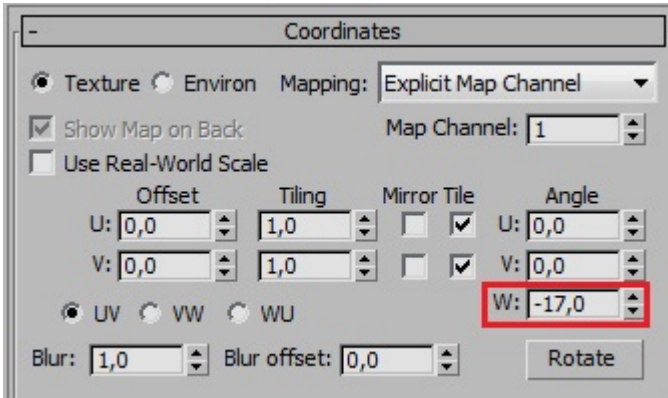 - Coordinates
Texture Environ Mapping: Explicit Map Channel
Show Map on Back Map Channel: 1
Use Real-World Scale
Offset Tiling Mirror Tile Angle
U: 0,0 1,0 U: 0,0
V: 0,0 1,0 V: 0,0
UV VW WU W: -17,0
Blur: 1,0 Blur offset: 0,0 Rotate